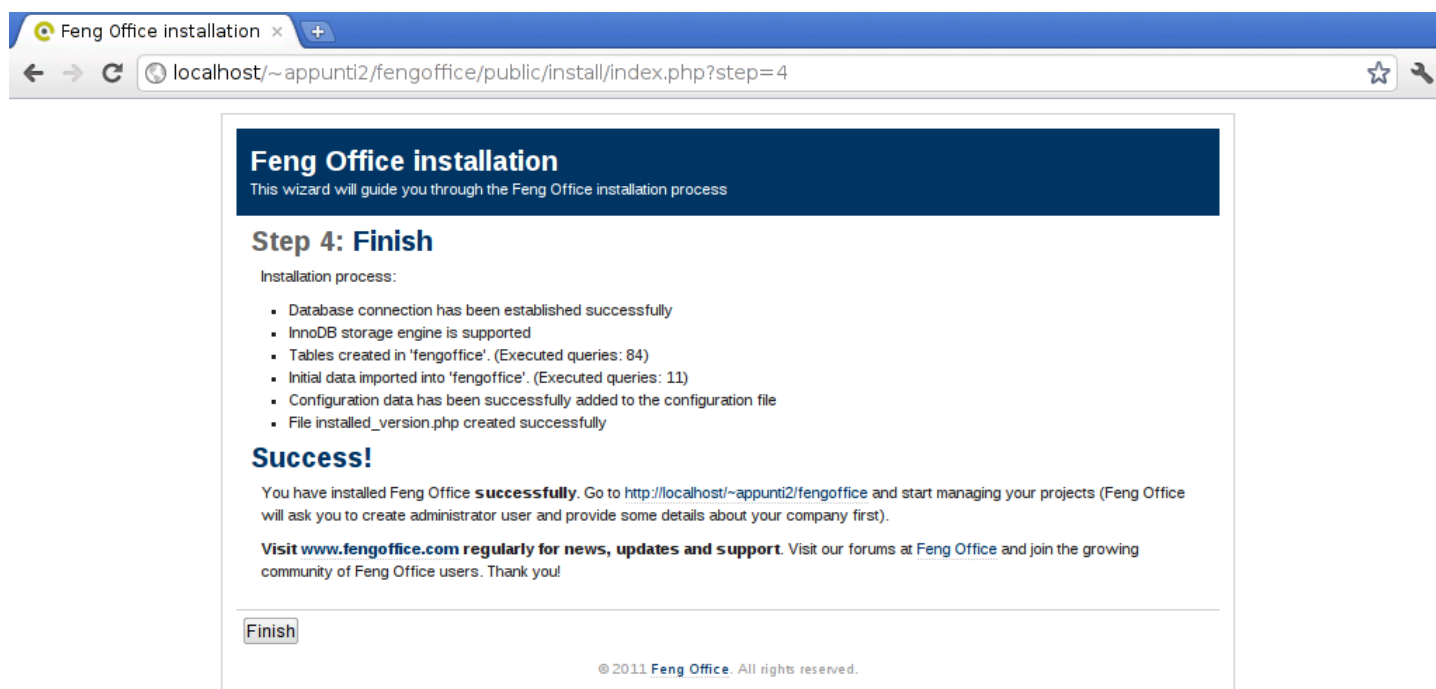 Feng Office installation
localhost/~appunti2/fengoffice/public/install/index.php?step=4
Feng Office installation
This wizard will guide you through the Feng Office installation process
Step 4: Finish
Installation process:
Database connection has been established successfully
InnoDB storage engine is supported
Tables created in 'fengoffice'. (Executed queries: 84)
Initial data imported into 'fengoffice'. (Executed queries: 11)
Configuration data has been successfully added to the configuration file
File installed_version.php created successfully
Success!
You have installed Feng Office successfully. Go to http://localhost/~appunti2/fengoffice and start managing your projects (Feng Office
will ask you to create administrator user and provide some details about your company first).
Visit www.fengoffice.com regularly for news, updates and support. Visit our forums at Feng Office and join the growing
community of Feng Office users. Thank you!
Finish
© 2011 Feng Office. All rights reserved.